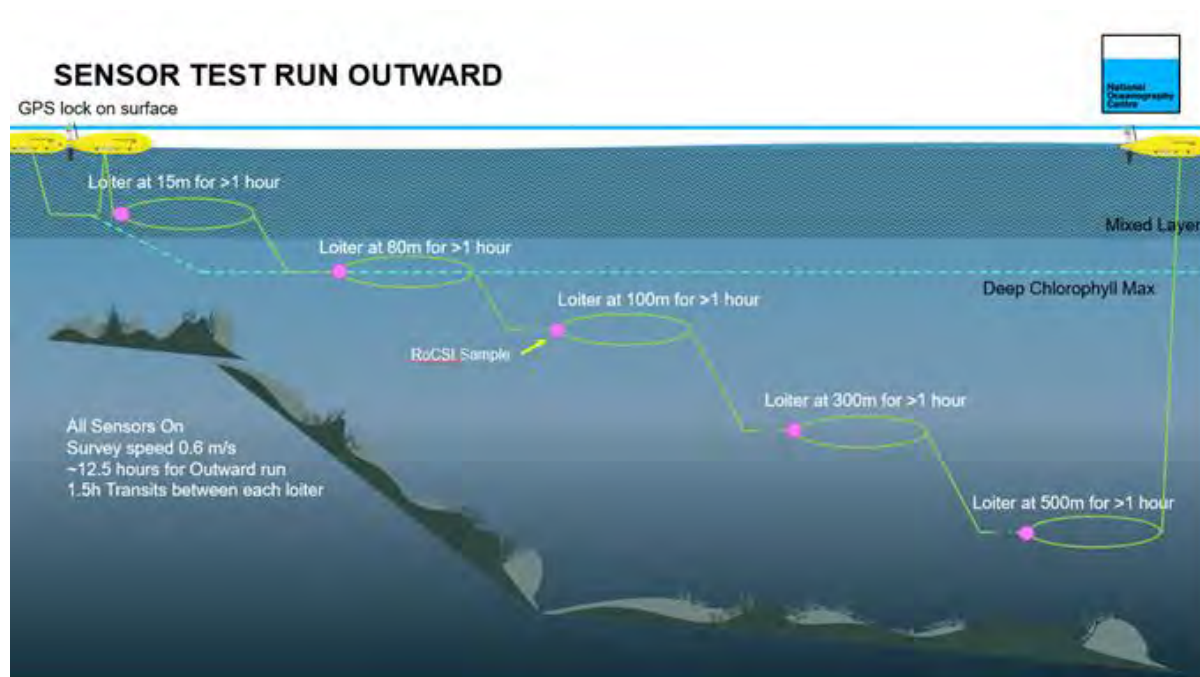 SENSOR TEST RUN OUTWARD
National
Oceanography
Centre
GPS lock on surface
Loiter at 15m for >1 hour
Mixed Layer
Loiter at 80m for >1 hour
Deep Chlorophyll Max
Loiter at 100m for >1 hour
RoCSI Sample
Loiter at 300m for >1 hour
All Sensors On
Survey speed 0.6 m/s
~12.5 hours for Outward run
1.5h Transits between each loiter
Loiter at 500m for >1 hour